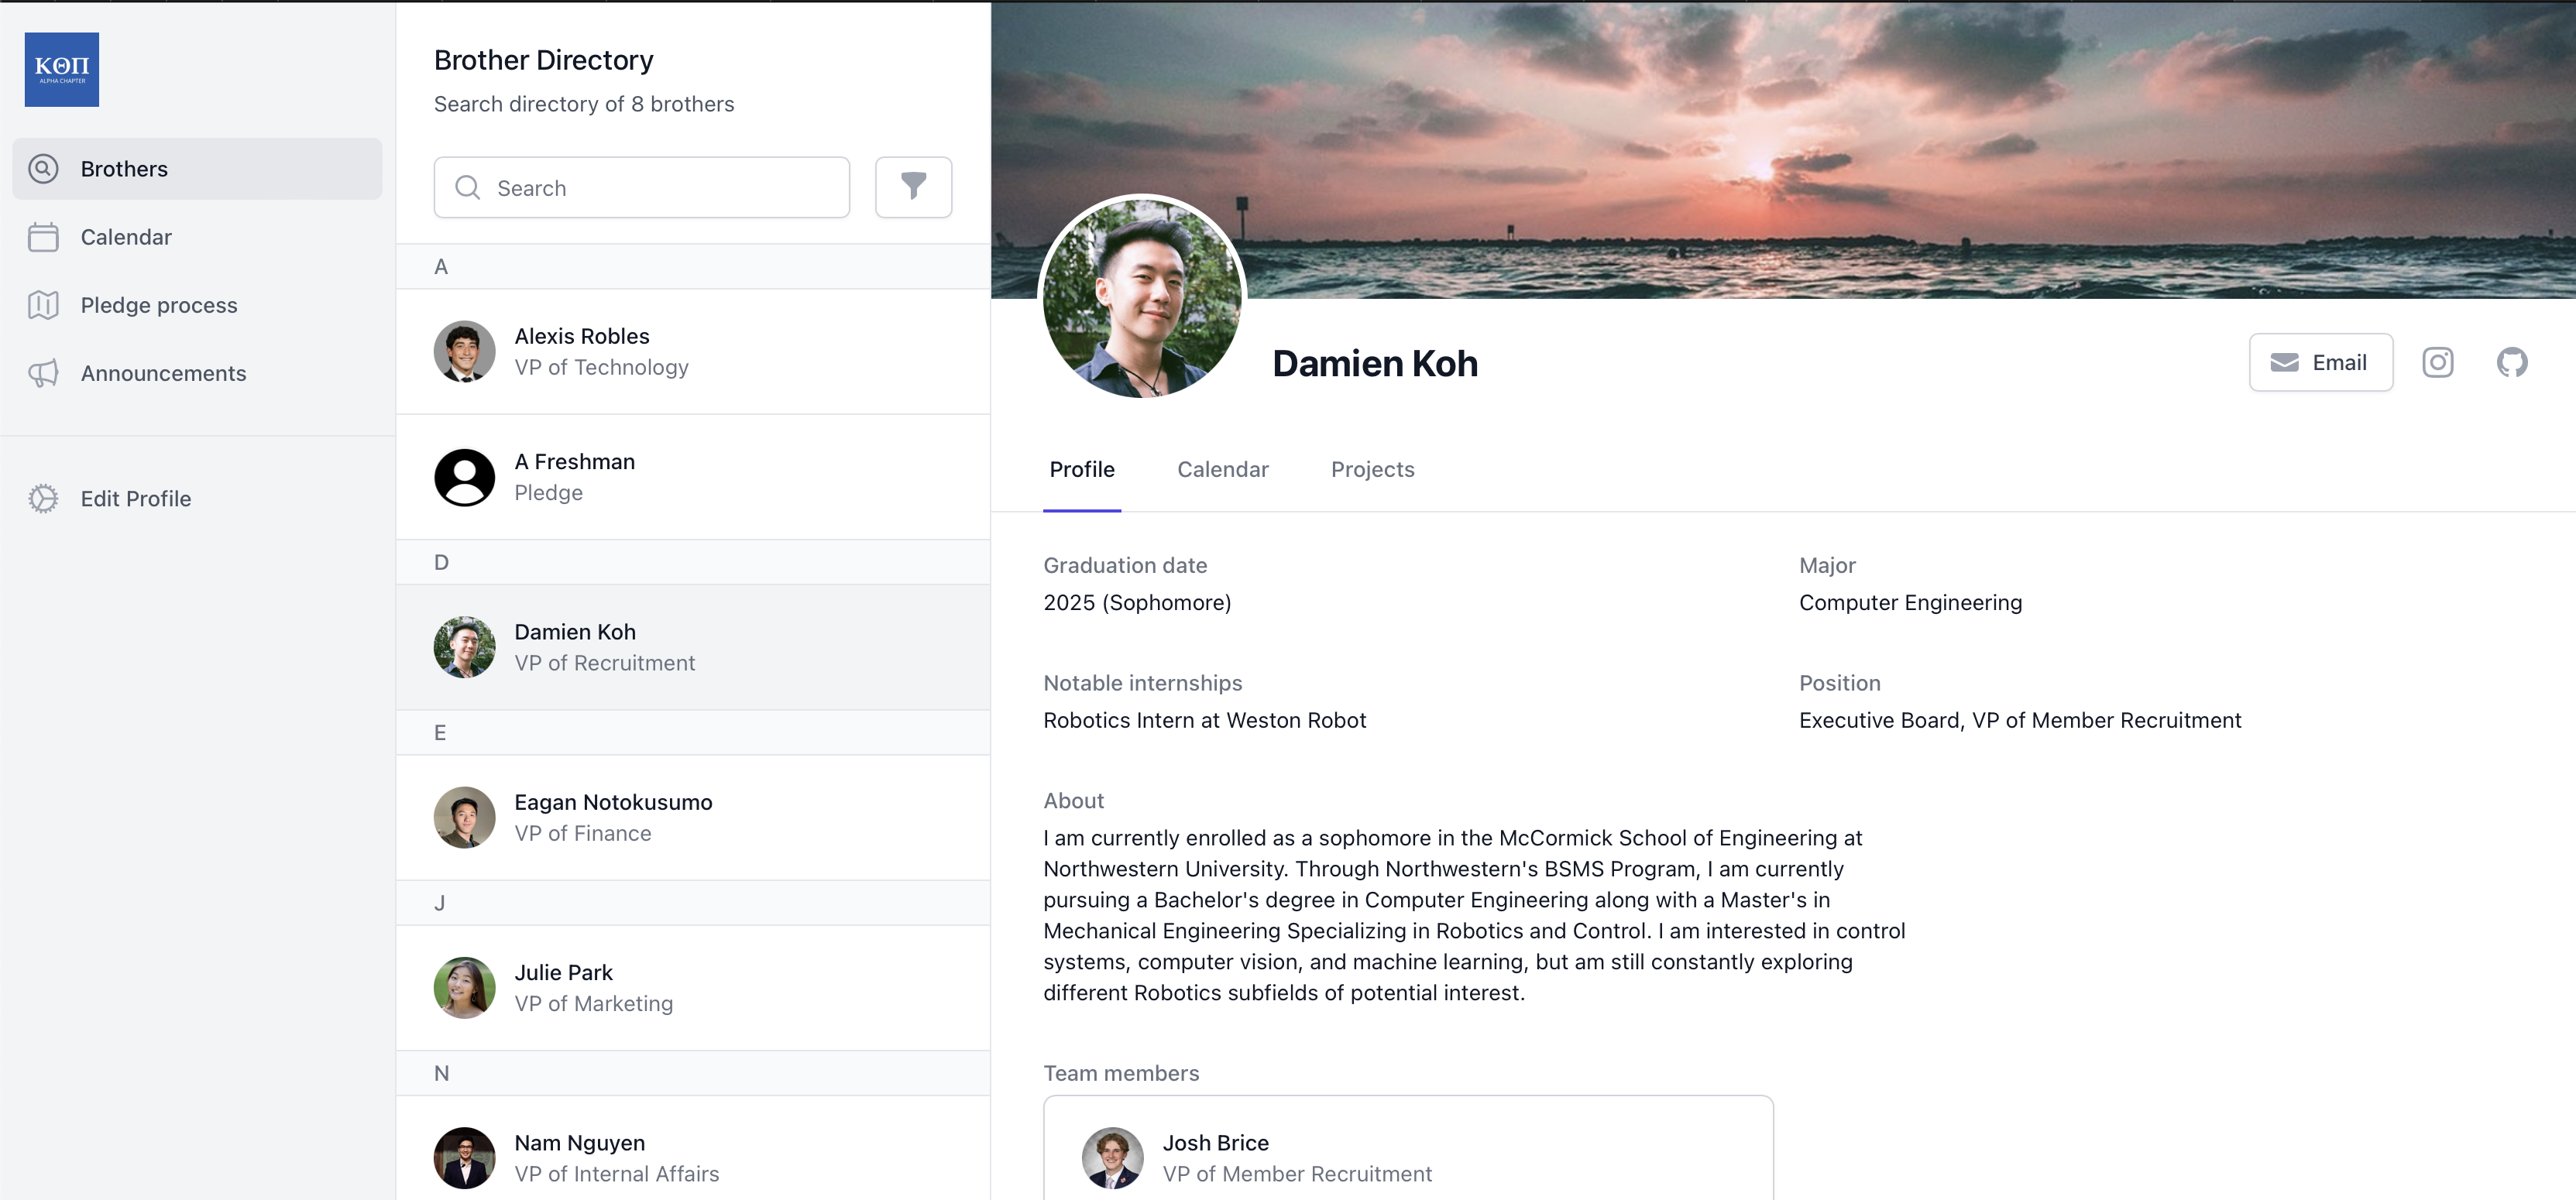 ΚΘΠ
ALPHA CHAPTER
Brothers
Calendar
Pledge process
Announcements
Edit Profile
Brother Directory
Search directory of 8 brothers
Search
A
Alexis Robles
VP of Technology
A Freshman
Pledge
D
Damien Koh
VP of Recruitment
E
Eagan Notokusumo
VP of Finance
J
Julie Park
VP of Marketing
N
Nam Nguyen
VP of Internal Affairs
Damien Koh
Email
Profile
Calendar
Projects
Graduation date
2025 (Sophomore)
Major
Computer Engineering
Notable internships
Robotics Intern at Weston Robot
Position
Executive Board, VP of Member Recruitment
About
I am currently enrolled as a sophomore in the McCormick School of Engineering at
Northwestern University. Through Northwestern's BSMS Program, I am currently
pursuing a Bachelor's degree in Computer Engineering along with a Master's in
Mechanical Engineering Specializing in Robotics and Control. I am interested in control
systems, computer vision, and machine learning, but am still constantly exploring
different Robotics subfields of potential interest.
Team members
Josh Brice
VP of Member Recruitment